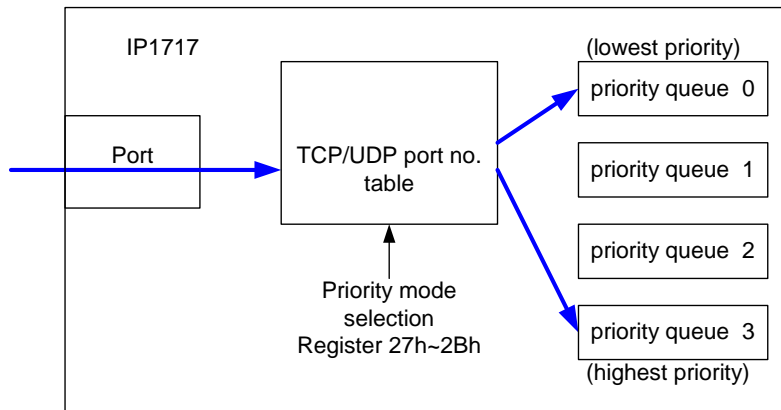 IP1717
Port
TCP/UDP port no.
table
Priority mode
selection
Register 27h~2Bh
(lowest priority)
priority queue 0
priority queue 1
priority queue 2
priority queue 3
(highest priority)